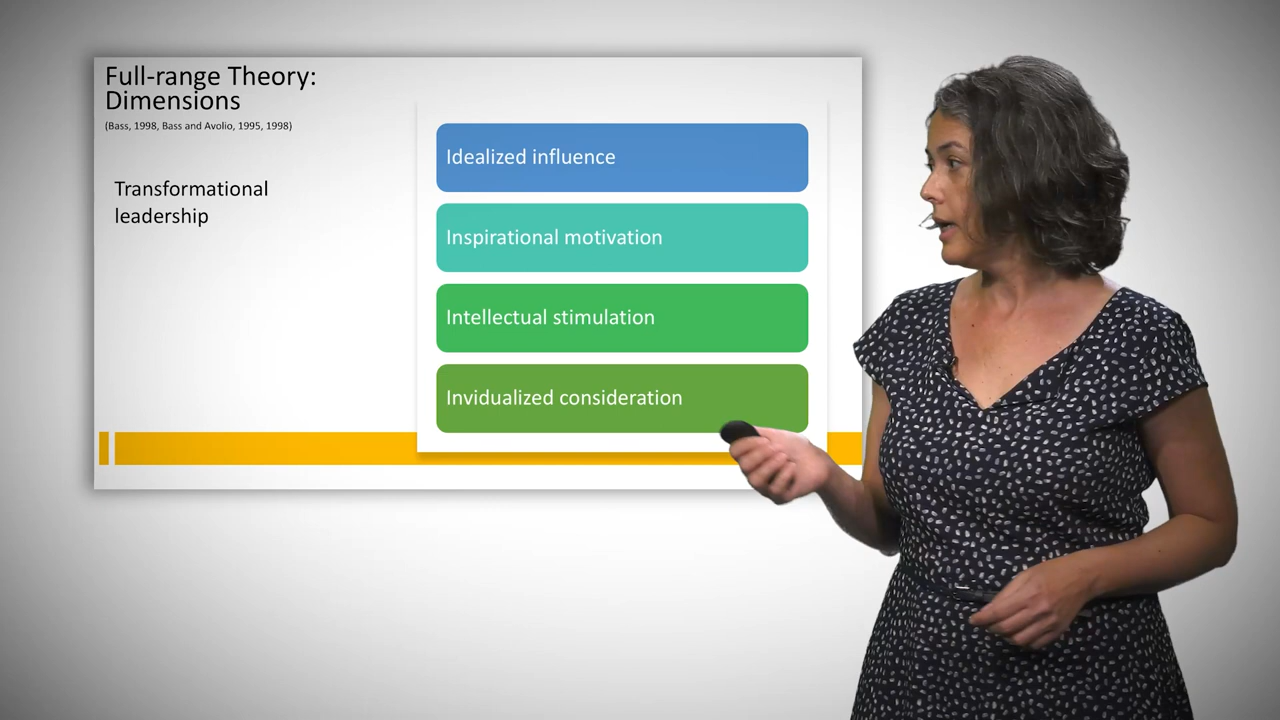 Full-range Theory:
Dimensions
(Bass, 1998, Bass and Avolio, 1995, 1998)
Transformational
leadership
Idealized influence
Inspirational motivation
Intellectual stimulation
Invidualized consideration